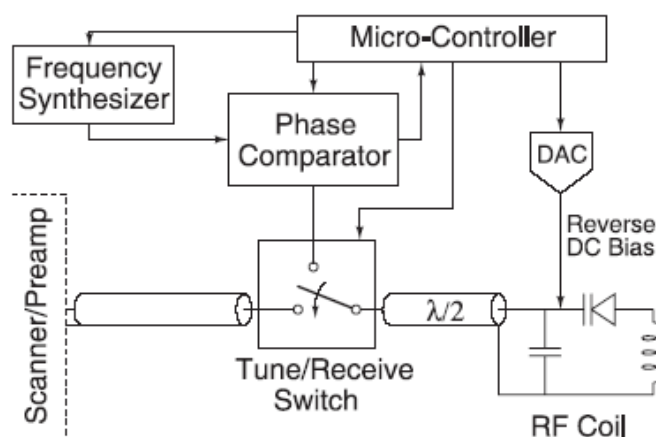 Micro-Controller
Frequency
Synthesizer
Phase
Comparator
DAC
Reverse
DC Bias
Scanner/Preamp
λ/2
Tune/Receive
Switch
RF Coil